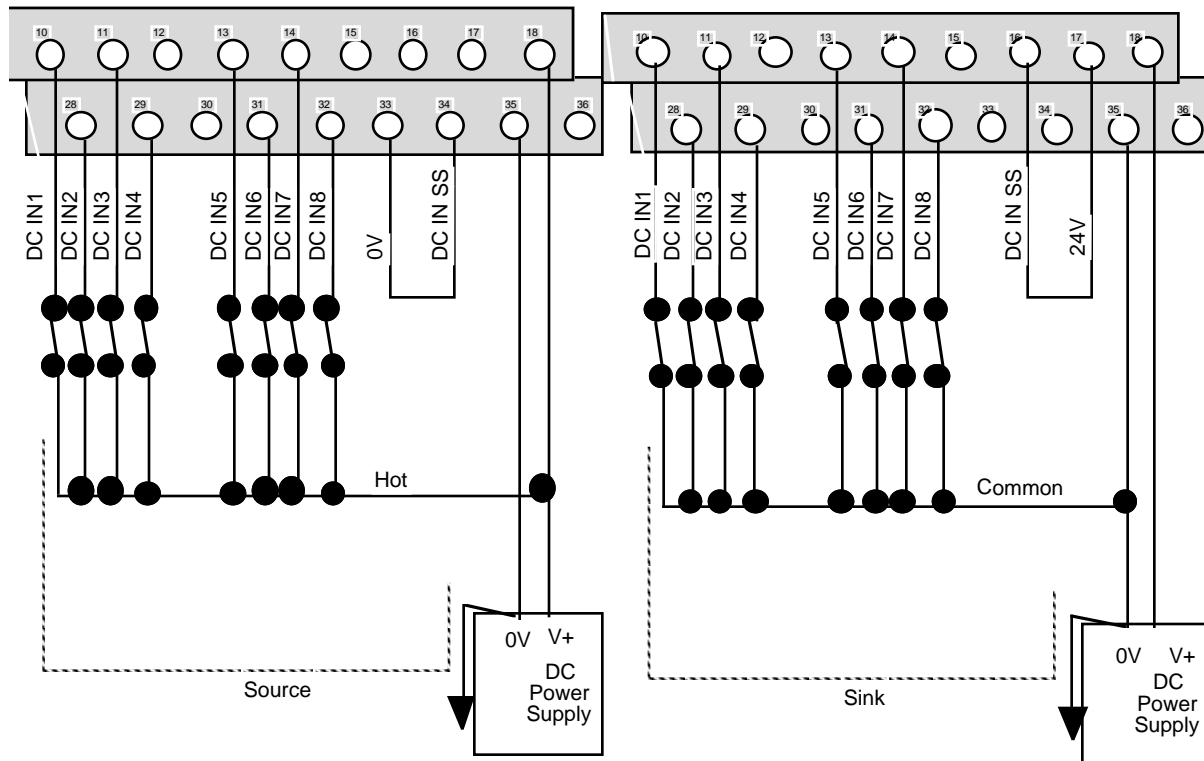 10 11 12 13 14 15 16 17 18
28 29 30 31 32 33 34 35 36
DC IN1
DC IN2
DC IN3
DC IN4
DC IN5
DC IN6
DC IN7
DC IN8
0V
DC IN SS
Hot
0V V+
DC
Power
Supply
Source
10 11 12 13 14 15 16 17 18
28 29 30 31 32 33 34 35 36
DC IN1
DC IN2
DC IN3
DC IN4
DC IN5
DC IN6
DC IN7
DC IN8
DC IN SS
24V
Common
0V V+
DC
Power
Supply
Sink